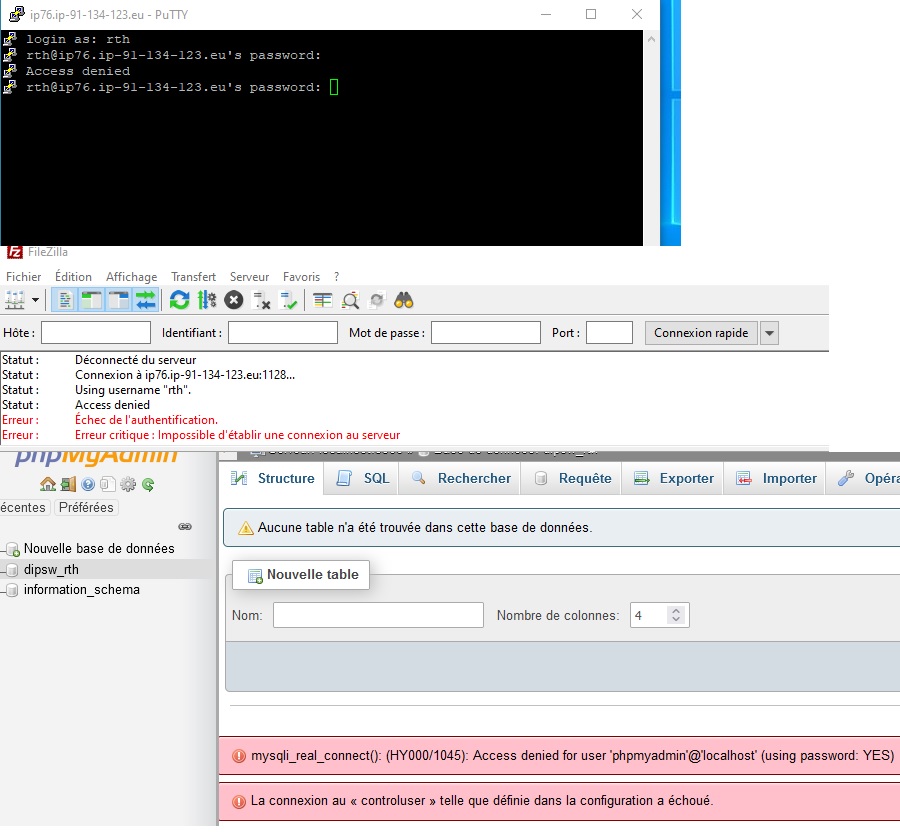 ip76.ip-91-134-123.eu - PuTTY
login as: rth
rth@ip76.ip-91-134-123.eu's password:
Access denied
rth@ip76.ip-91-134-123.eu's password:
FileZilla
Fichier Édition Affichage Transfert Serveur Favoris ?
Hôte : Identifiant : Mot de passe : Port : Connexion rapide
Statut : Déconnecté du serveur
Statut : Connexion à ip76.ip-91-134-123.eu:1128...
Statut : Using username "rth".
Statut : Access denied
Erreur : Échec de l'authentification.
Erreur : Erreur critique : Impossible d'établir une connexion au serveur
phpMyAdmin
écentes Préférées
Nouvelle base de données
dipsw_rth
information_schema
Structure SQL Rechercher Requête Exporter Importer Opéra
Aucune table n'a été trouvée dans cette base de données.
Nouvelle table
Nom: Nombre de colonnes: 4
mysqli_real_connect(): (HY000/1045): Access denied for user 'phpmyadmin'@'localhost' (using password: YES)
La connexion au « controluser » telle que définie dans la configuration a échoué.